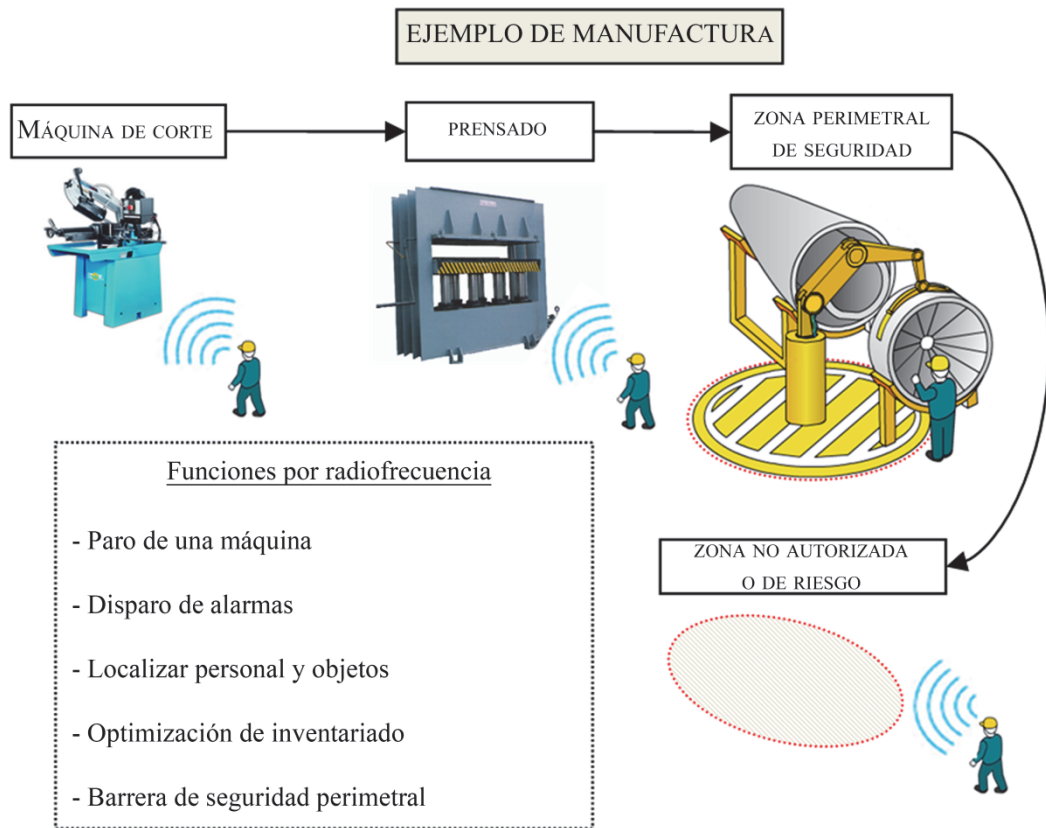 EJEMPLO DE MANUFACTURA
MÁQUINA DE CORTE
PRENSADO
ZONA PERIMETRAL
DE SEGURIDAD
Funciones por radiofrecuencia
- Paro de una máquina
- Disparo de alarmas
- Localizar personal y objetos
- Optimización de inventariado
- Barrera de seguridad perimetral
ZONA NO AUTORIZADA
O DE RIESGO